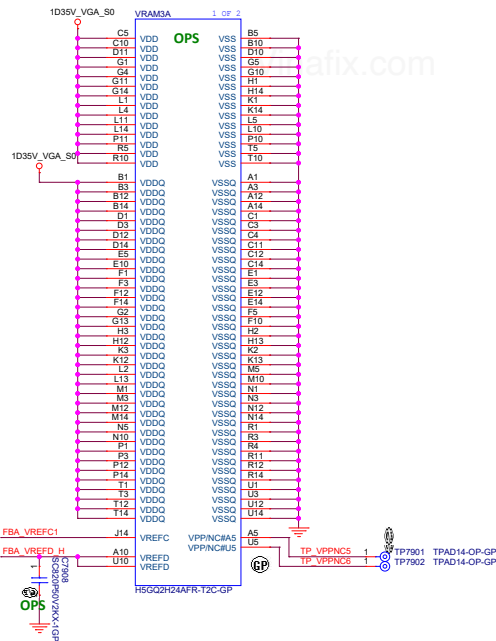 1D35V_VGA_S0
VRAM3A 1 OF 2
OPS
C5 VDD VSS B5
C10 VDD VSS B10
D11 VDD VSS D10
G1 VDD VSS G5
G4 VDD VSS G10
G11 VDD VSS H1
G14 VDD VSS H14
L1 VDD VSS K1
L4 VDD VSS K14
L11 VDD VSS L5
L14 VDD VSS L10
P11 VDD VSS P10
R5 VDD VSS T5
R10 VDD VSS T10
1D35V_VGA_S0
B1 VDDQ VSSQ A1
B3 VDDQ VSSQ A3
B12 VDDQ VSSQ A12
B14 VDDQ VSSQ A14
D1 VDDQ VSSQ C1
D3 VDDQ VSSQ C3
D12 VDDQ VSSQ C4
D14 VDDQ VSSQ C11
E5 VDDQ VSSQ C12
E10 VDDQ VSSQ C14
F1 VDDQ VSSQ E1
F3 VDDQ VSSQ E3
F12 VDDQ VSSQ E12
F14 VDDQ VSSQ E14
G2 VDDQ VSSQ F5
G13 VDDQ VSSQ F10
H3 VDDQ VSSQ H2
H12 VDDQ VSSQ H13
K3 VDDQ VSSQ K2
K12 VDDQ VSSQ K13
L2 VDDQ VSSQ M5
L13 VDDQ VSSQ M10
M1 VDDQ VSSQ N1
M3 VDDQ VSSQ N3
M12 VDDQ VSSQ N12
M14 VDDQ VSSQ N14
N5 VDDQ VSSQ R1
N10 VDDQ VSSQ R3
P1 VDDQ VSSQ R4
P3 VDDQ VSSQ R11
P12 VDDQ VSSQ R12
P14 VDDQ VSSQ R14
T1 VDDQ VSSQ U1
T3 VDDQ VSSQ U3
T12 VDDQ VSSQ U12
T14 VDDQ VSSQ U14
FBA_VREFC1 J14 VREFC VPP/NC#A5 A5
VPP/NC#U5 U5
FBA_VREFD_H A10 VREFD TP_VPPNC5 1 TP7901 TPAD14-OP-GP
U10 VREFD TP_VPPNC6 1 TP7902 TPAD14-OP-GP
GP
H5GQ2H24AFR-T2C-GP
1
C7908
SC820P50V2KX-1GP
OPS